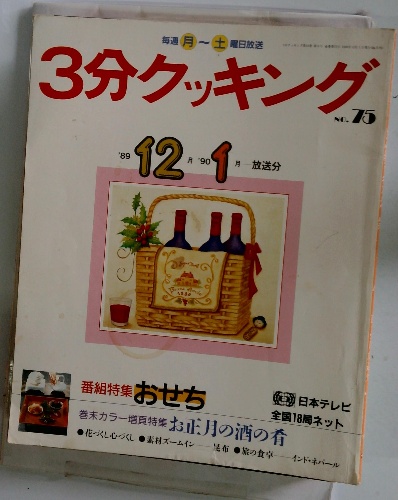 毎週月〜土曜日放送
3分クッキング
NO. 75
'89 12月 '90 1月 放送分
番組特集 おせち
日本テレビ
全国18局ネット
巻末カラー増頁特集 お正月の酒の肴
●花づくし心づくし ●素材ズームイン——昆布 ●旅の食卓——インド・ネパール